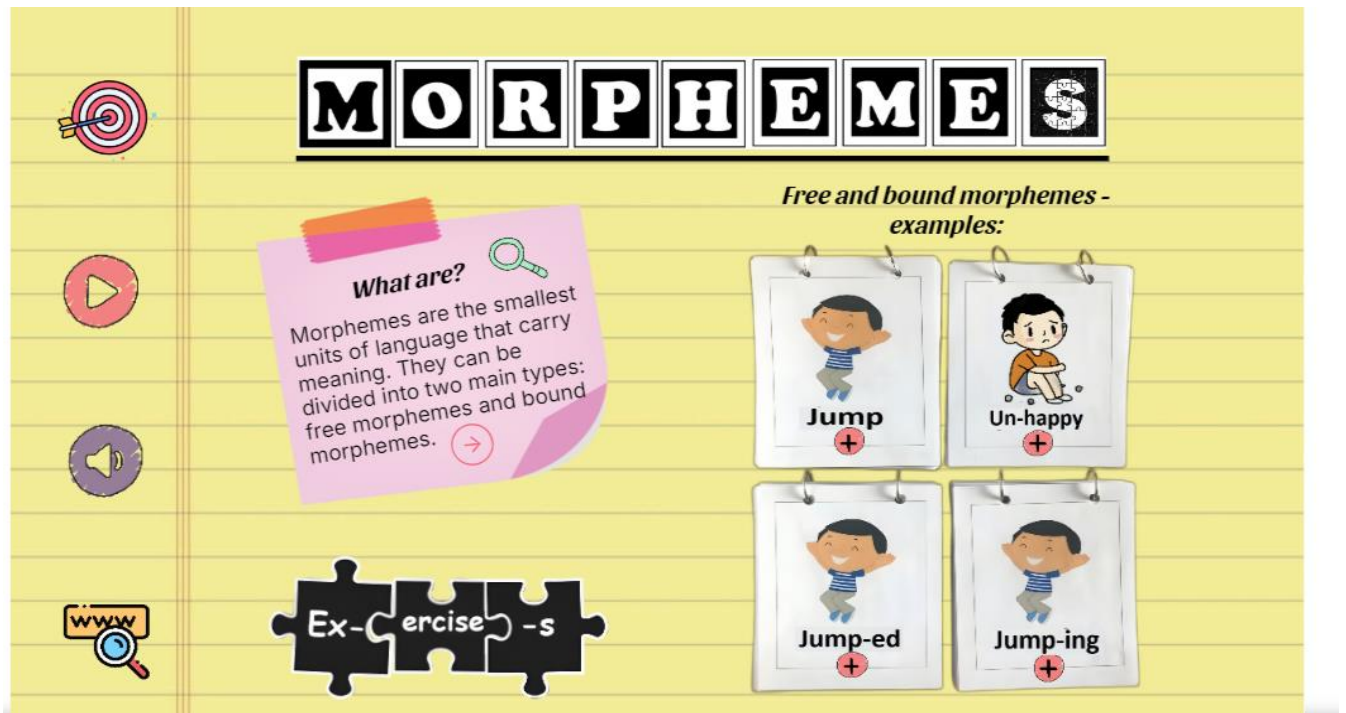 MORPHEMES
What are?
Morphemes are the smallest
units of language that carry
meaning. They can be
divided into two main types:
free morphemes and bound
morphemes.
Free and bound morphemes -
examples:
Jump
Un-happy
Jump-ed
Jump-ing
Ex- ercise -s
www